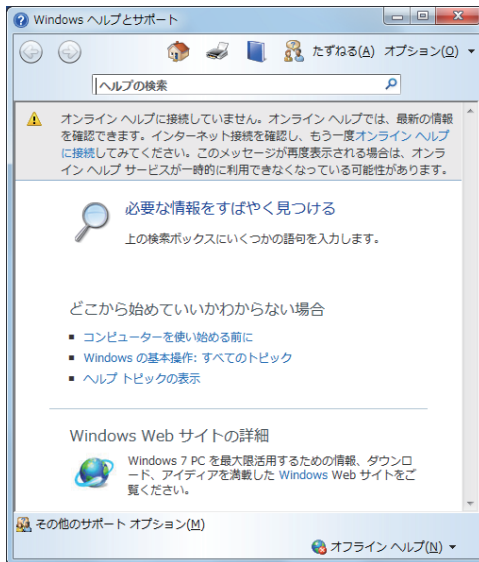 Windows ヘルプとサポート
たずねる(A) オプション(O)
ヘルプの検索
オンライン ヘルプに接続していません。オンライン ヘルプでは、最新の情報
を確認できます。インターネット接続を確認し、もう一度オンライン ヘルプ
に接続してみてください。このメッセージが再度表示される場合は、オンラ
イン ヘルプ サービスが一時的に利用できなくなっている可能性があります。
必要な情報をすばやく見つける
上の検索ボックスにいくつかの語句を入力します。
どこから始めていいかわからない場合
コンピューターを使い始める前に
Windows の基本操作: すべてのトピック
ヘルプ トピックの表示
Windows Web サイトの詳細
Windows 7 PC を最大限活用するための情報、ダウンロ
ード、アイディアを満載した Windows Web サイトをご
覧ください。
その他のサポート オプション(M)
オフライン ヘルプ(N)